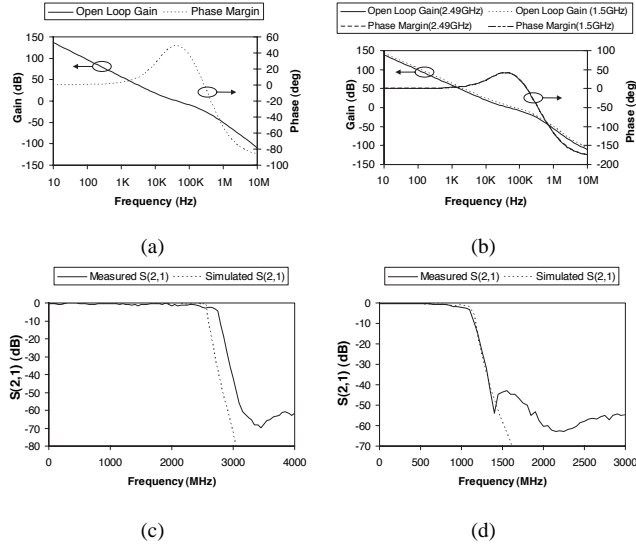 Open Loop Gain Phase Margin
Gain (dB)
150
100
50
0
-50
-100
-150
60
40
20
0
-20
-40
-60
-80
-100
Phase (deg)
10 100 1K 10K 100K 1M 10M
Frequency (Hz)
(a)
Open Loop Gain(2.49GHz) Open Loop Gain (1.5GHz)
Phase Margin(2.49GHz) Phase Margin(1.5GHz)
Gain (dB)
150
100
50
0
-50
-100
-150
100
50
0
-50
-100
-150
-200
Phase (deg)
10 100 1K 10K 100K 1M 10M
Frequency (Hz)
(b)
Measured S(2,1) Simulated S(2,1)
S(2,1) (dB)
0
-10
-20
-30
-40
-50
-60
-70
-80
0 1000 2000 3000 4000
Frequency (MHz)
(c)
Measured S(2,1) Simulated S(2,1)
S(2,1) (dB)
0
-10
-20
-30
-40
-50
-60
-70
0 500 1000 1500 2000 2500 3000
Frequency (MHz)
(d)